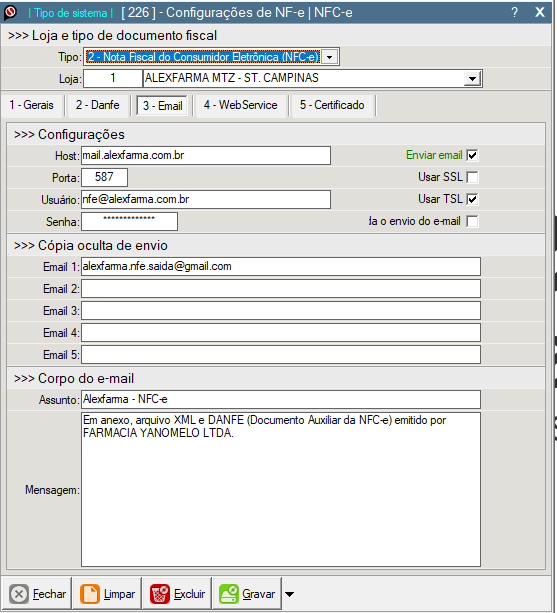 | Tipo de sistema | [ 226 ] - Configurações de NF-e | NFC-e ? X
>>> Loja e tipo de documento fiscal
Tipo: 2 - Nota Fiscal do Consumidor Eletrônica (NFC-e)
Loja: 1 ALEXFARMA MTZ - ST. CAMPINAS
1 - Gerais 2 - Danfe 3 - Email 4 - WebService 5 - Certificado
>>> Configurações
Host: mail.alexfarma.com.br Enviar email
Porta: 587 Usar SSL
Usuário: nfe@alexfarma.com.br Usar TSL
Senha: ************* da o envio do e-mail
>>> Cópia oculta de envio
Email 1: alexfarma.nfe.saida@gmail.com
Email 2:
Email 3:
Email 4:
Email 5:
>>> Corpo do e-mail
Assunto: Alexfarma - NFC-e
Em anexo, arquivo XML e DANFE (Documento Auxiliar da NFC-e) emitido por
FARMACIA YANOMELO LTDA.
Mensagem:
Fechar Limpar Excluir Gravar